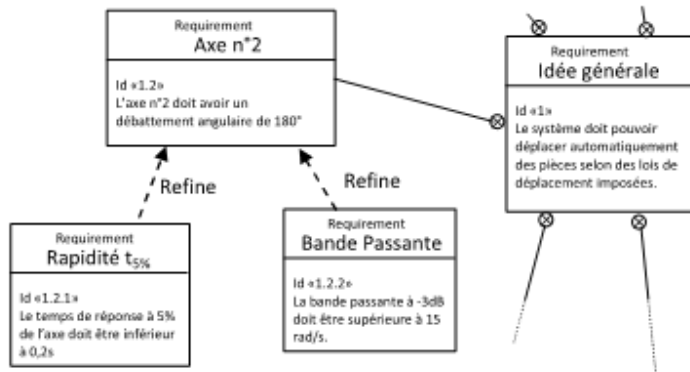 Requirement
Axe n°2
Id «1.2»
L'axe n°2 doit avoir un
débattement angulaire de 180°
Requirement
Idée générale
Id «1»
Le système doit pouvoir
déplacer automatiquement
des pièces selon des lois de
déplacement imposées.
Refine
Refine
Requirement
Rapidité t5%
Id «1.2.1»
Le temps de réponse à 5%
de l'axe doit être inférieur
à 0,2s
Requirement
Bande Passante
Id «1.2.2»
La bande passante à -3dB
doit être supérieure à 15
rad/s.